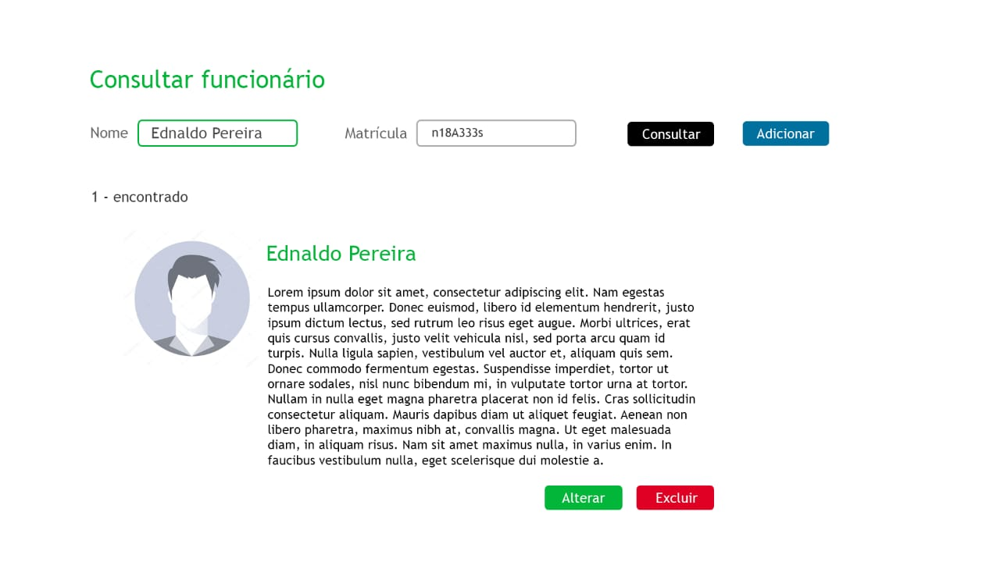 Consultar funcionário
Nome Ednaldo Pereira Matrícula n18A333s Consultar Adicionar
1 - encontrado
Ednaldo Pereira
Lorem ipsum dolor sit amet, consectetur adipiscing elit. Nam egestas
tempus ullamcorper. Donec euismod, libero id elementum hendrerit, justo
ipsum dictum lectus, sed rutrum leo risus eget augue. Morbi ultrices, erat
quis cursus convallis, justo velit vehicula nisl, sed porta arcu quam id
turpis. Nulla ligula sapien, vestibulum vel auctor et, aliquam quis sem.
Donec commodo fermentum egestas. Suspendisse imperdiet, tortor ut
ornare sodales, nisl nunc bibendum mi, in vulputate tortor urna at tortor.
Nullam in nulla eget magna pharetra placerat non id felis. Cras sollicitudin
consectetur aliquam. Mauris dapibus diam ut aliquet feugiat. Aenean non
libero pharetra, maximus nibh at, convallis magna. Ut eget malesuada
diam, in aliquam risus. Nam sit amet maximus nulla, in varius enim. In
faucibus vestibulum nulla, eget scelerisque dui molestie a.
Alterar Excluir